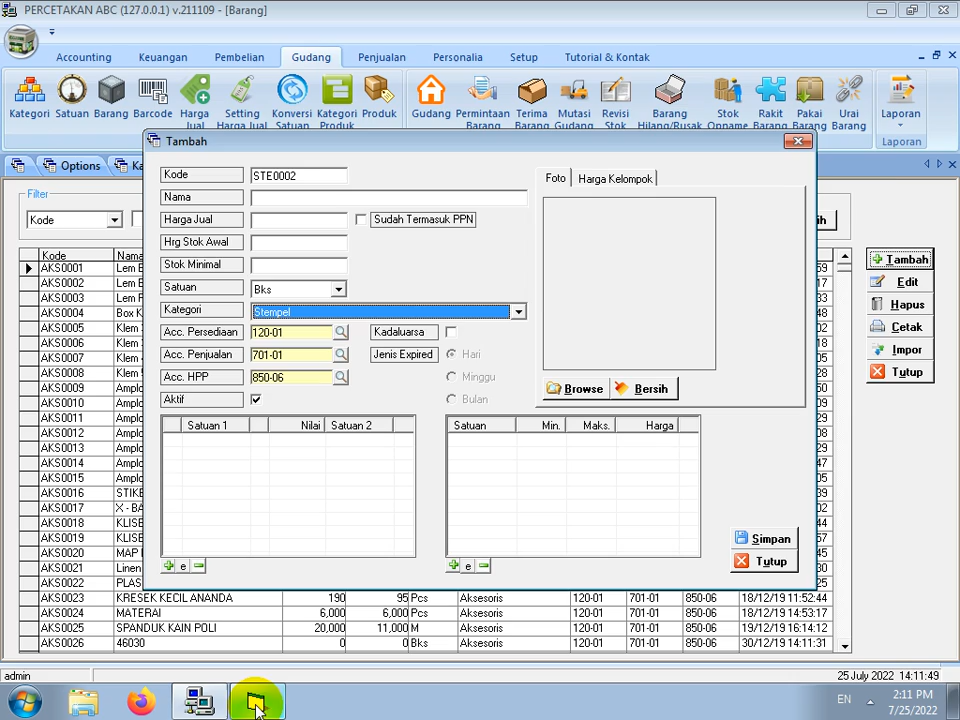 PERCETAKAN ABC (127.0.0.1) v.211109 - [Barang]
Accounting Keuangan Pembelian Gudang Penjualan Personalia Setup Tutorial & Kontak
Kategori Satuan Barang Barcode Harga Jual Setting Harga Jual Konversi Satuan Kategori Produk Produk Gudang Permintaan Barang Terima Barang Mutasi Gudang Revisi Stok Barang Hilang/Rusak Stok Opname Rakit Barang Pakai Barang Urai Barang Laporan
Laporan
Options
Tambah
Filter
Kode
Kode STE0002
Nama
Harga Jual Sudah Termasuk PPN
Hrg Stok Awal
Stok Minimal
Satuan Bks
Kategori Stempel
Acc. Persediaan 120-01 Kadaluarsa
Acc. Penjualan 701-01 Jenis Expired Hari
Acc. HPP 850-06 Minggu
Aktif Bulan
Foto Harga Kelompok
Browse Bersih
Satuan 1 Nilai Satuan 2
Satuan Min. Maks. Harga
e
e
Simpan
Tutup
Tambah
Edit
Hapus
Cetak
Impor
Tutup
Kode
AKS0001
AKS0002
AKS0003
AKS0004
AKS0005
AKS0006
AKS0007
AKS0008
AKS0009
AKS0010
AKS0011
AKS0012
AKS0013
AKS0014
AKS0015
AKS0016 STIKE
AKS0017
AKS0018
AKS0019
AKS0020 MAP
AKS0021 Linen
AKS0022 PLAS
AKS0023 KRESEK KECIL ANANDA 190 95 Pcs Aksesoris 120-01 701-01 850-06 18/12/19 11:52:44
AKS0024 MATERAI 6,000 6,000 Pcs Aksesoris 120-01 701-01 850-06 18/12/19 14:53:17
AKS0025 SPANDUK KAIN POLI 20,000 11,000 M Aksesoris 120-01 701-01 850-06 19/12/19 16:14:12
AKS0026 46030 0 0 Bks Aksesoris 120-01 701-01 850-06 30/12/19 14:11:31
admin 25 July 2022 14:11:49
EN 2:11 PM
7/25/2022